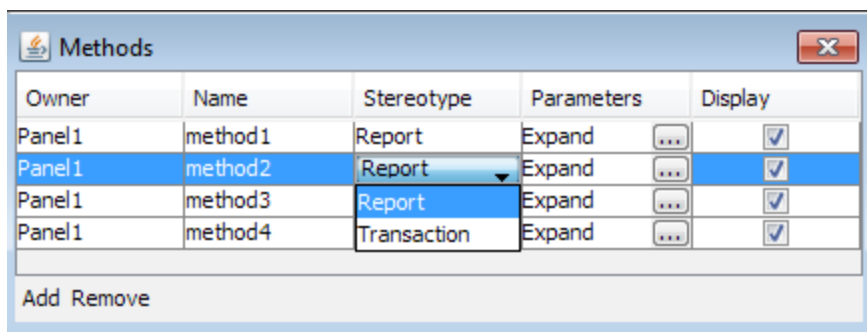 Methods
Owner Name Stereotype Parameters Display
Panel1 method1 Report Expand ...
Panel1 method2 Report Expand ...
Panel1 method3 Report Expand ...
Panel1 method4 Transaction Expand ...
Add Remove